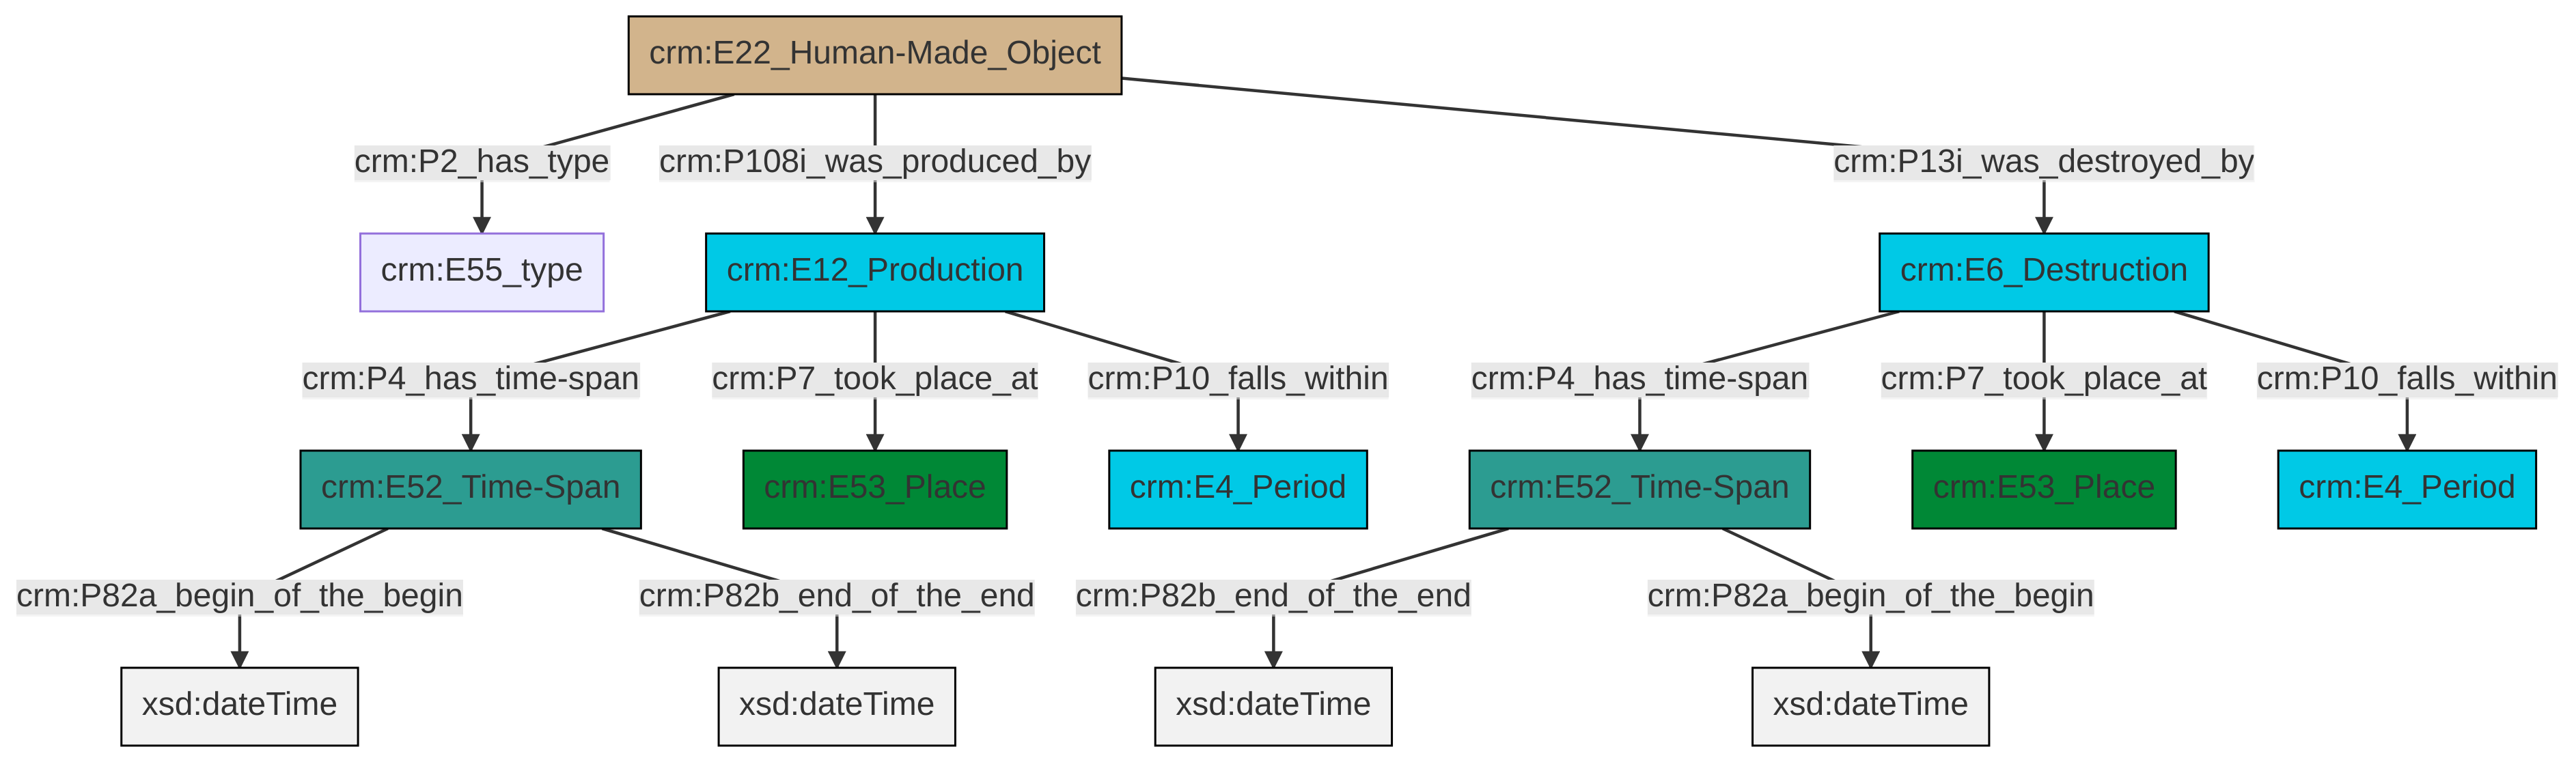 crm:E22_Human-Made_Object
crm:P2_has_type
crm:P108i_was_produced_by
crm:P13i_was_destroyed_by
crm:E55_type
crm:E12_Production
crm:E6_Destruction
crm:P4_has_time-span
crm:P7_took_place_at
crm:P10_falls_within
crm:P4_has_time-span
crm:P7_took_place_at
crm:P10_falls_within
crm:E52_Time-Span
crm:E53_Place
crm:E4_Period
crm:E52_Time-Span
crm:E53_Place
crm:E4_Period
crm:P82a_begin_of_the_begin
crm:P82b_end_of_the_end
crm:P82b_end_of_the_end
crm:P82a_begin_of_the_begin
xsd:dateTime
xsd:dateTime
xsd:dateTime
xsd:dateTime